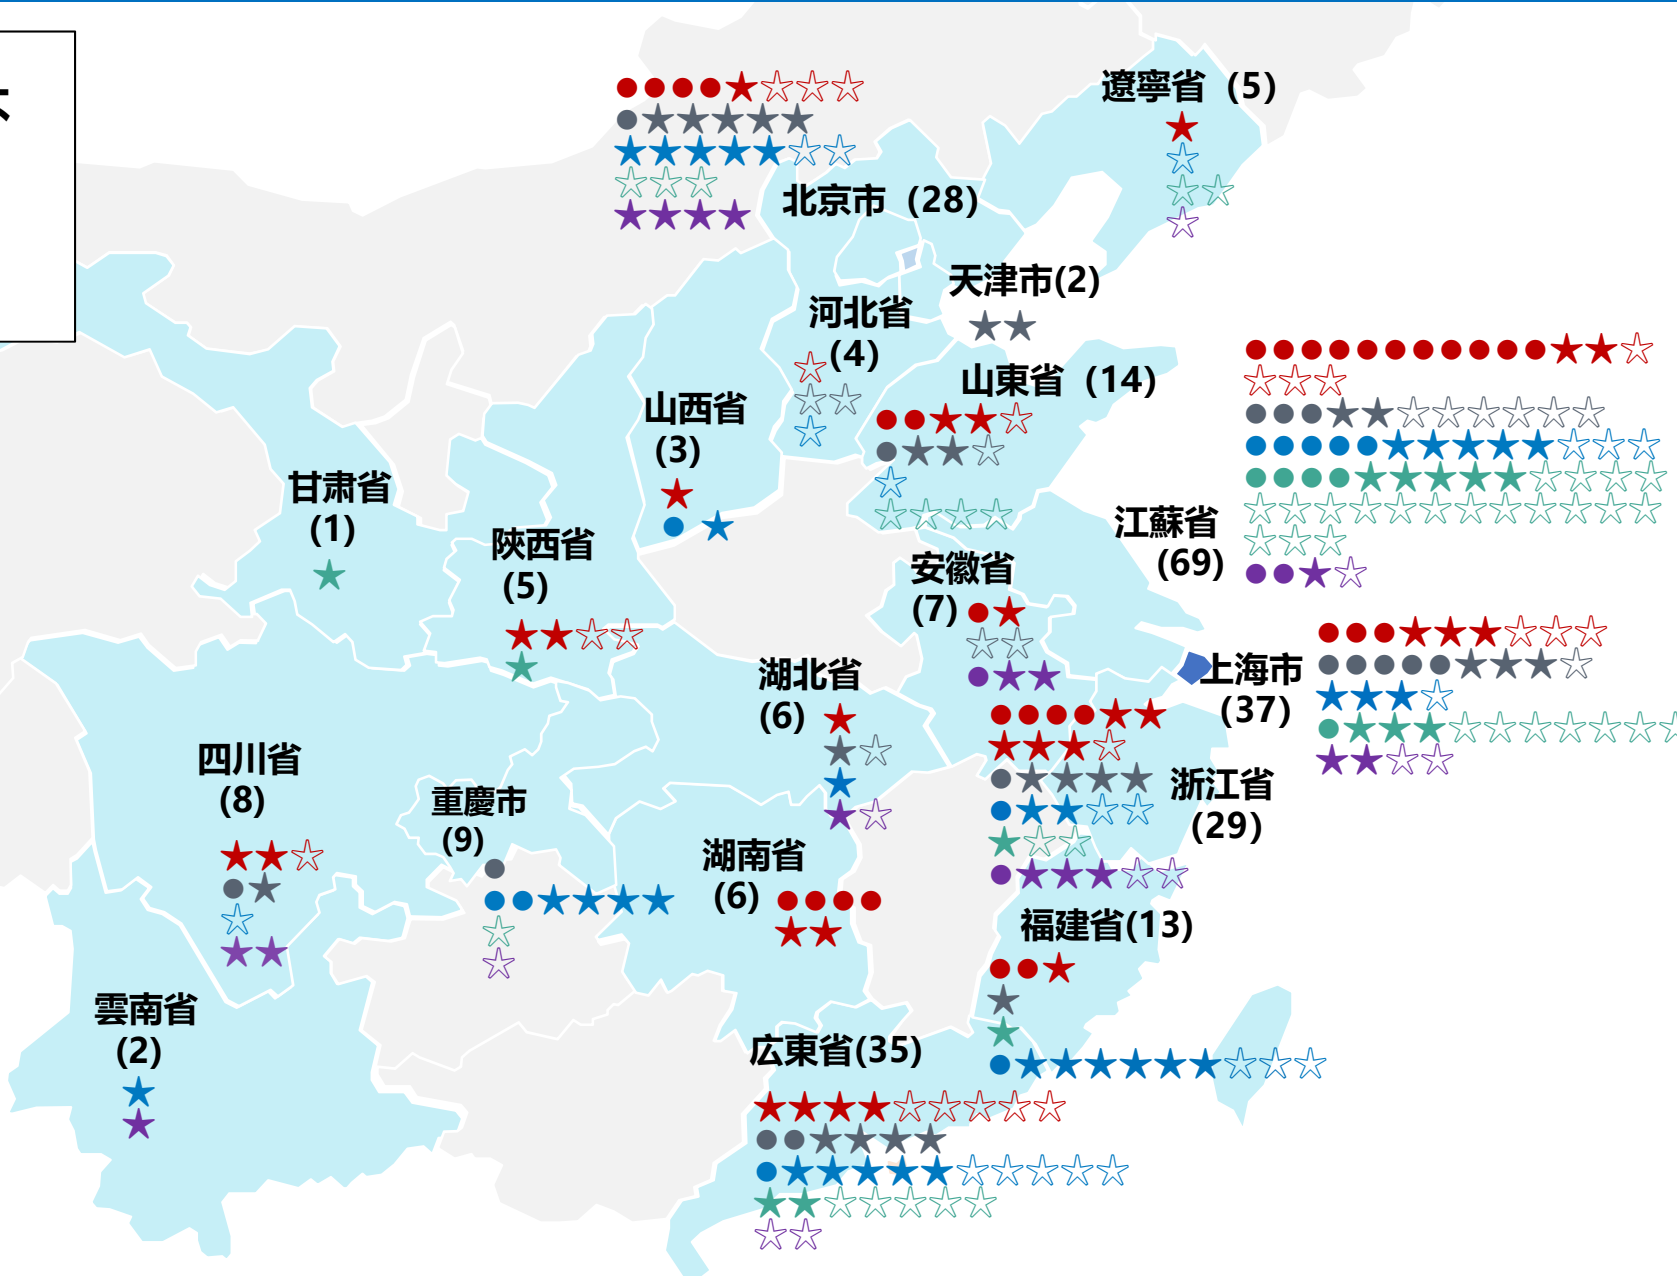 遼寧省 (5)
北京市 (28)
天津市(2)
河北省
(4)
山東省 (14)
山西省
(3)
甘肃省
(1)
陝西省
(5)
江蘇省
(69)
安徽省
(7)
上海市
(37)
湖北省
(6)
四川省
(8)
重慶市
(9)
浙江省
(29)
湖南省
(6)
福建省(13)
雲南省
(2)
広東省(35)